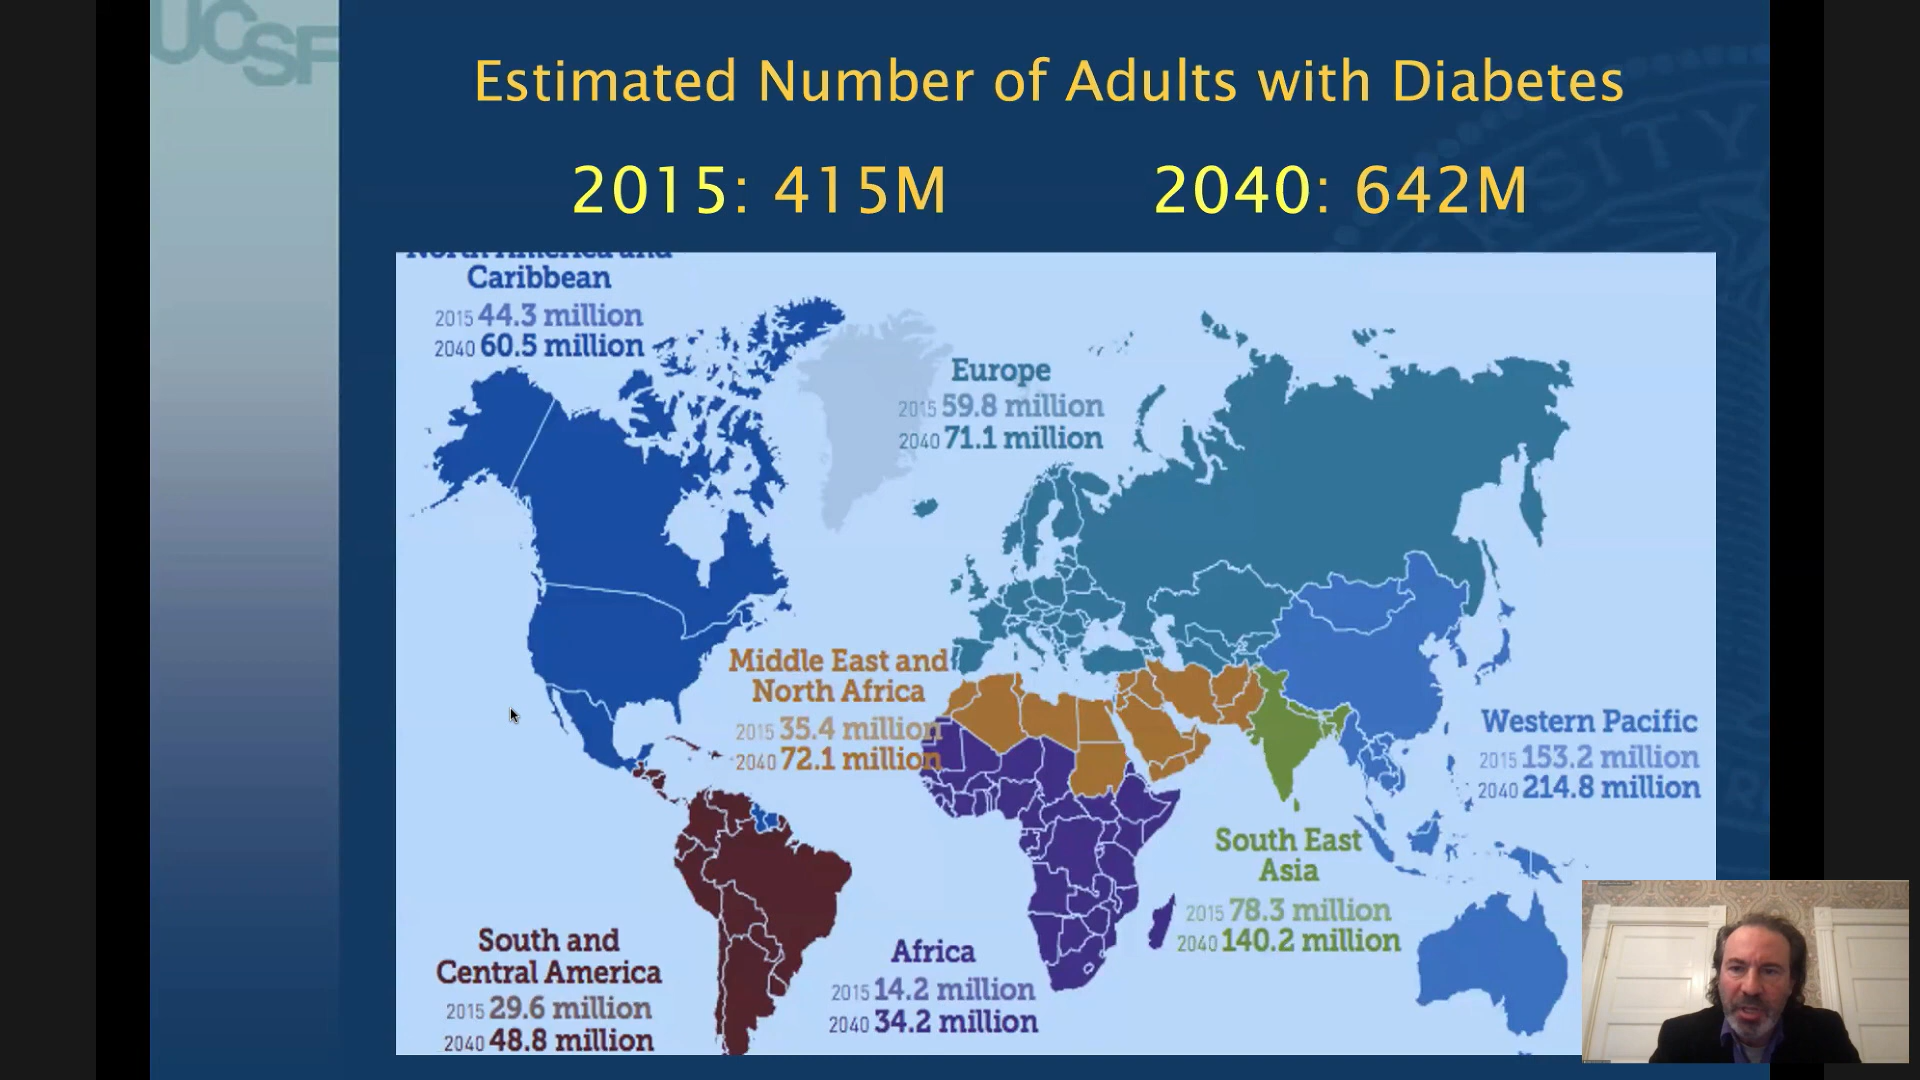 UCSF
Estimated Number of Adults with Diabetes
2015: 415M 2040: 642M
North America and
Caribbean
2015 44.3 million
2040 60.5 million
Europe
2015 59.8 million
2040 71.1 million
Middle East and
North Africa
2015 35.4 million
2040 72.1 million
Western Pacific
2015 153.2 million
2040 214.8 million
South East
Asia
2015 78.3 million
2040 140.2 million
South and
Central America
2015 29.6 million
2040 48.8 million
Africa
2015 14.2 million
2040 34.2 million